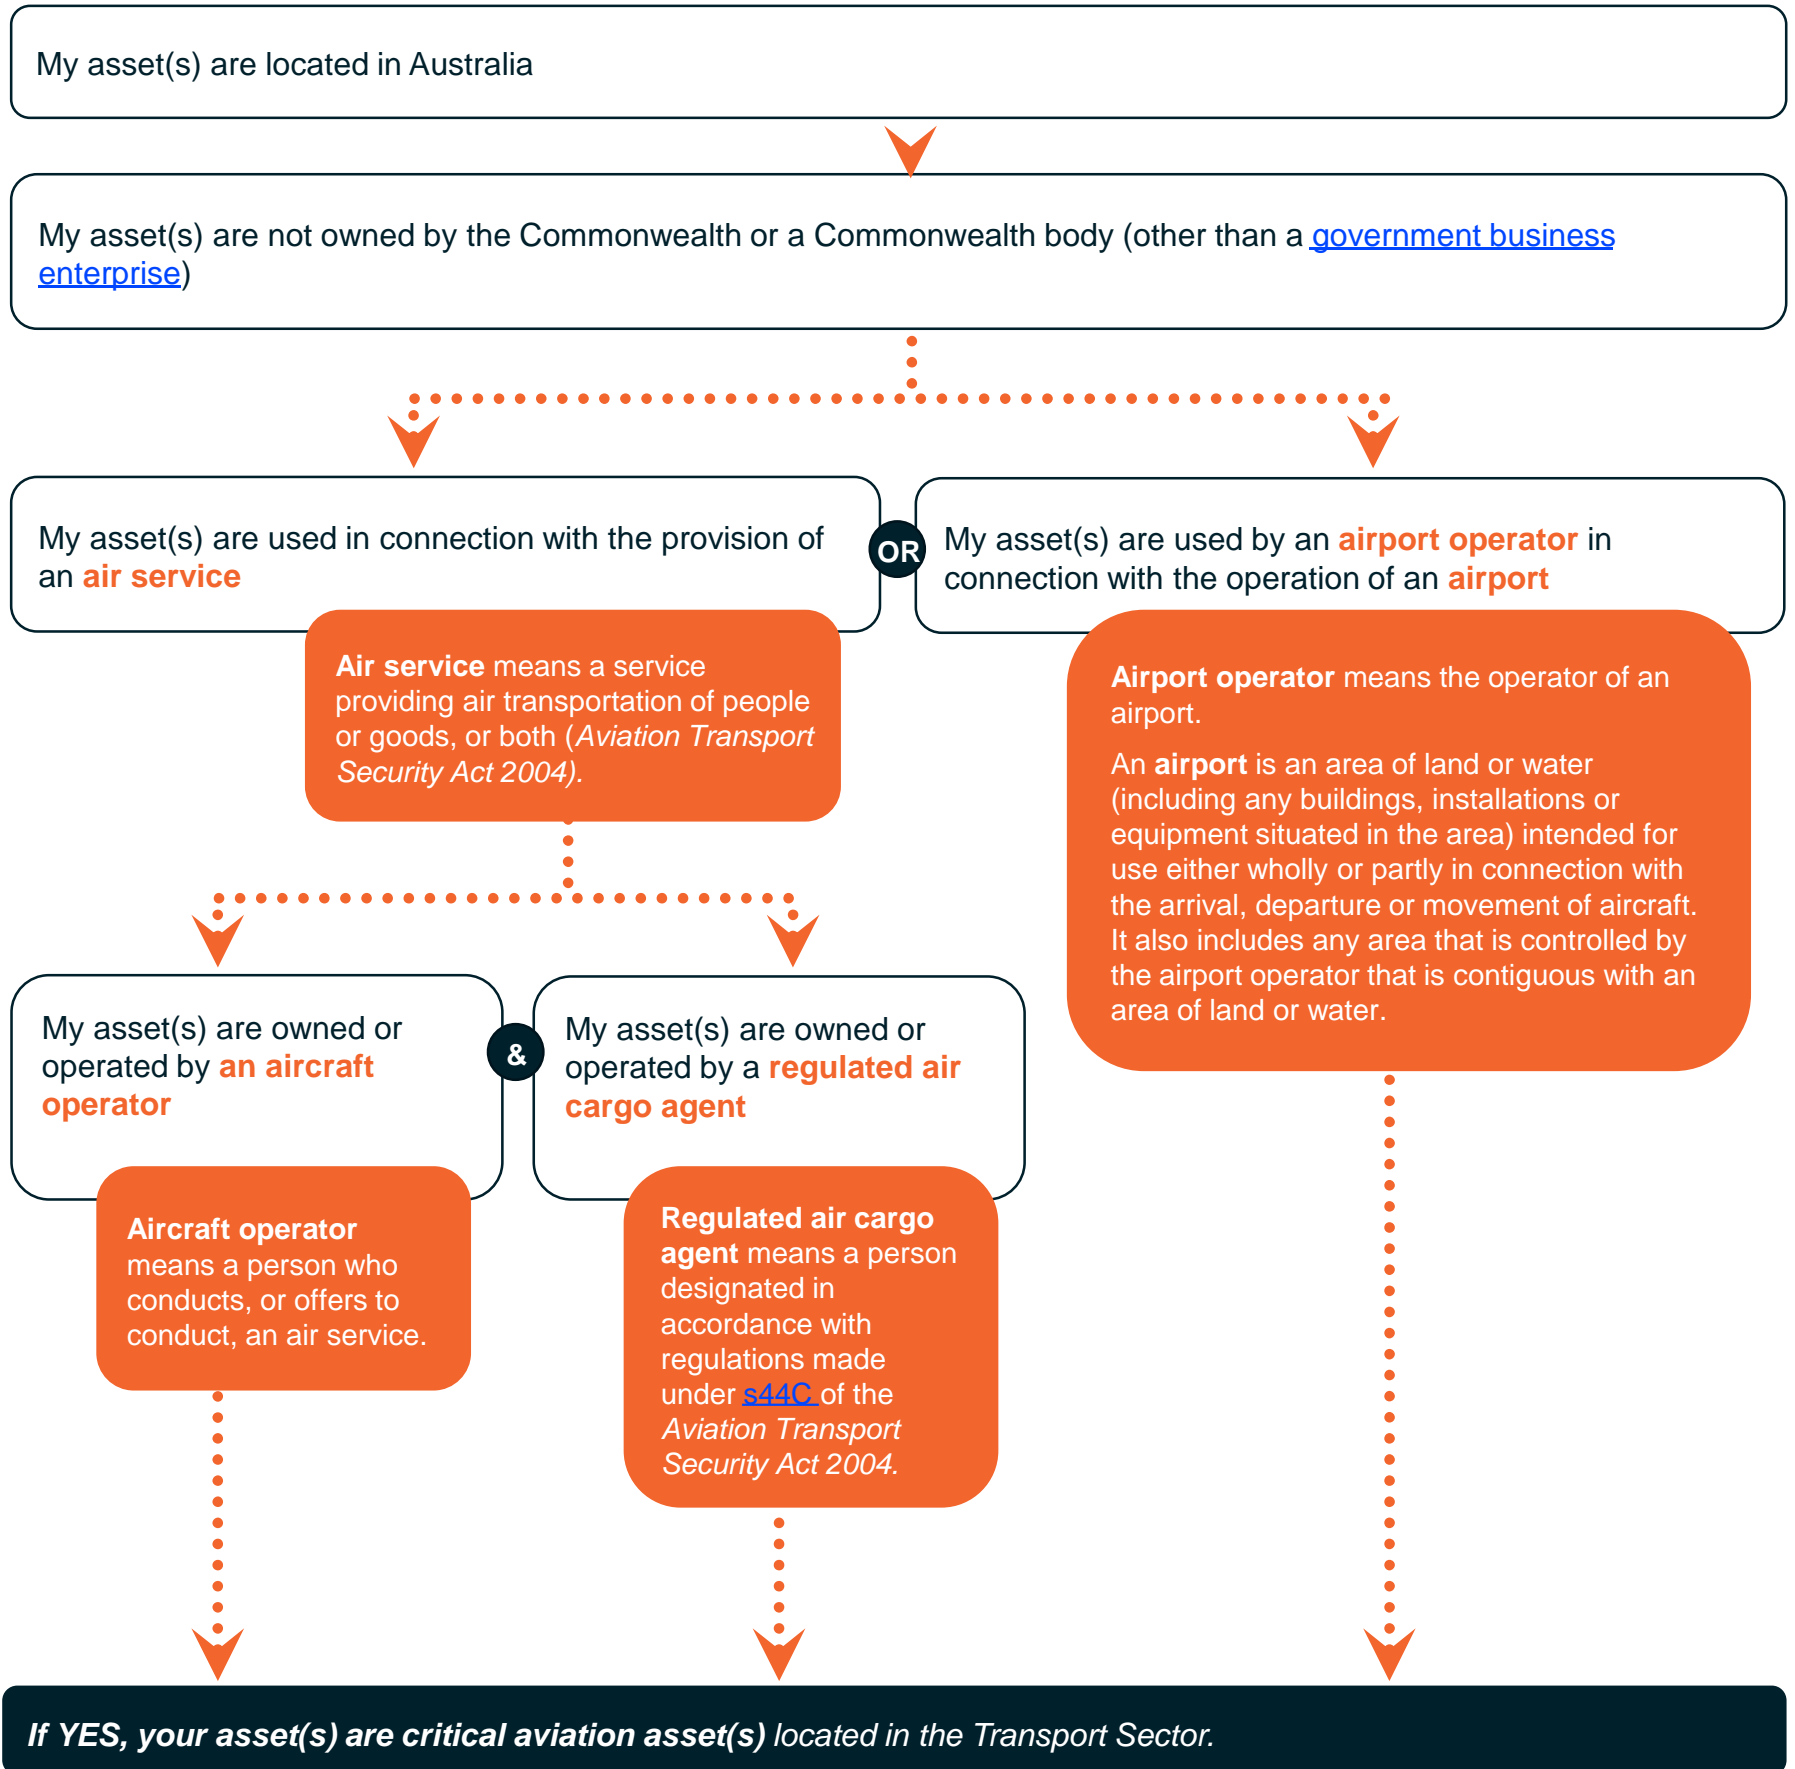 My asset(s) are located in Australia
My asset(s) are not owned by the Commonwealth or a Commonwealth body (other than a government business
enterprise)
My asset(s) are used in connection with the provision of
an air service
OR
My asset(s) are used by an airport operator in
connection with the operation of an airport
Air service means a service
providing air transportation of people
or goods, or both (Aviation Transport
Security Act 2004).
Airport operator means the operator of an
airport.
An airport is an area of land or water
(including any buildings, installations or
equipment situated in the area) intended for
use either wholly or partly in connection with
the arrival, departure or movement of aircraft.
It also includes any area that is controlled by
the airport operator that is contiguous with an
area of land or water.
My asset(s) are owned or
operated by an aircraft
operator
&
My asset(s) are owned or
operated by a regulated air
cargo agent
Aircraft operator
means a person who
conducts, or offers to
conduct, an air service.
Regulated air cargo
agent means a person
designated in
accordance with
regulations made
under s44C of the
Aviation Transport
Security Act 2004.
If YES, your asset(s) are critical aviation asset(s) located in the Transport Sector.